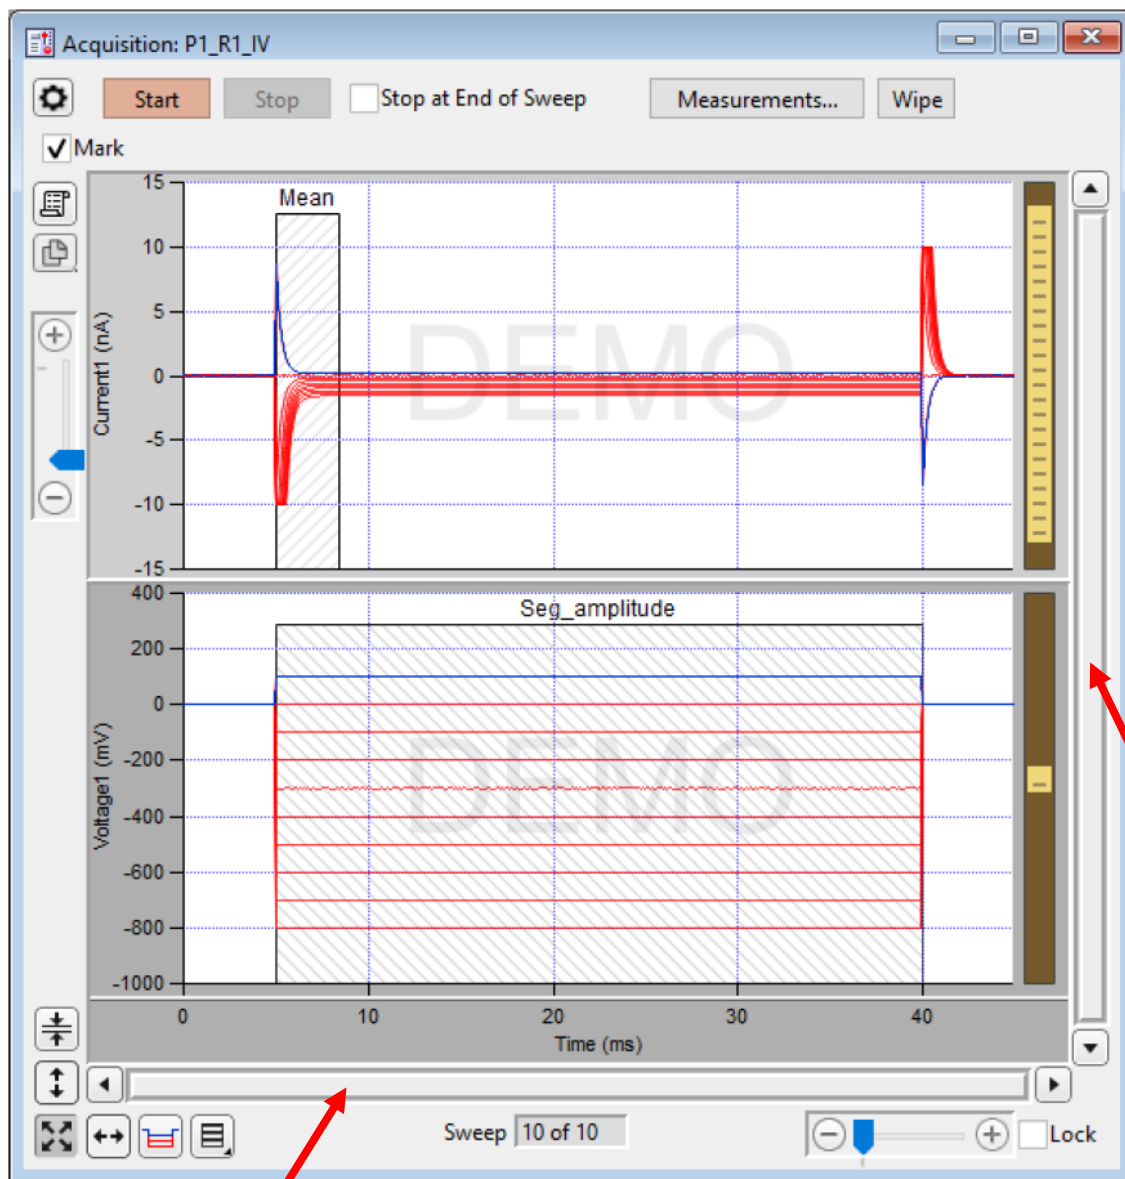 Acquisition: P1_R1_IV
Start
Stop
Stop at End of Sweep
Measurements...
Wipe
Mark
15
10
5
0
-5
-10
-15
Current1 (nA)
Mean
DEMO
400
200
0
-200
-400
-600
-800
-1000
Voltage1 (mV)
Seg_amplitude
DEMO
0
10
20
30
40
Time (ms)
Sweep 10 of 10
Lock